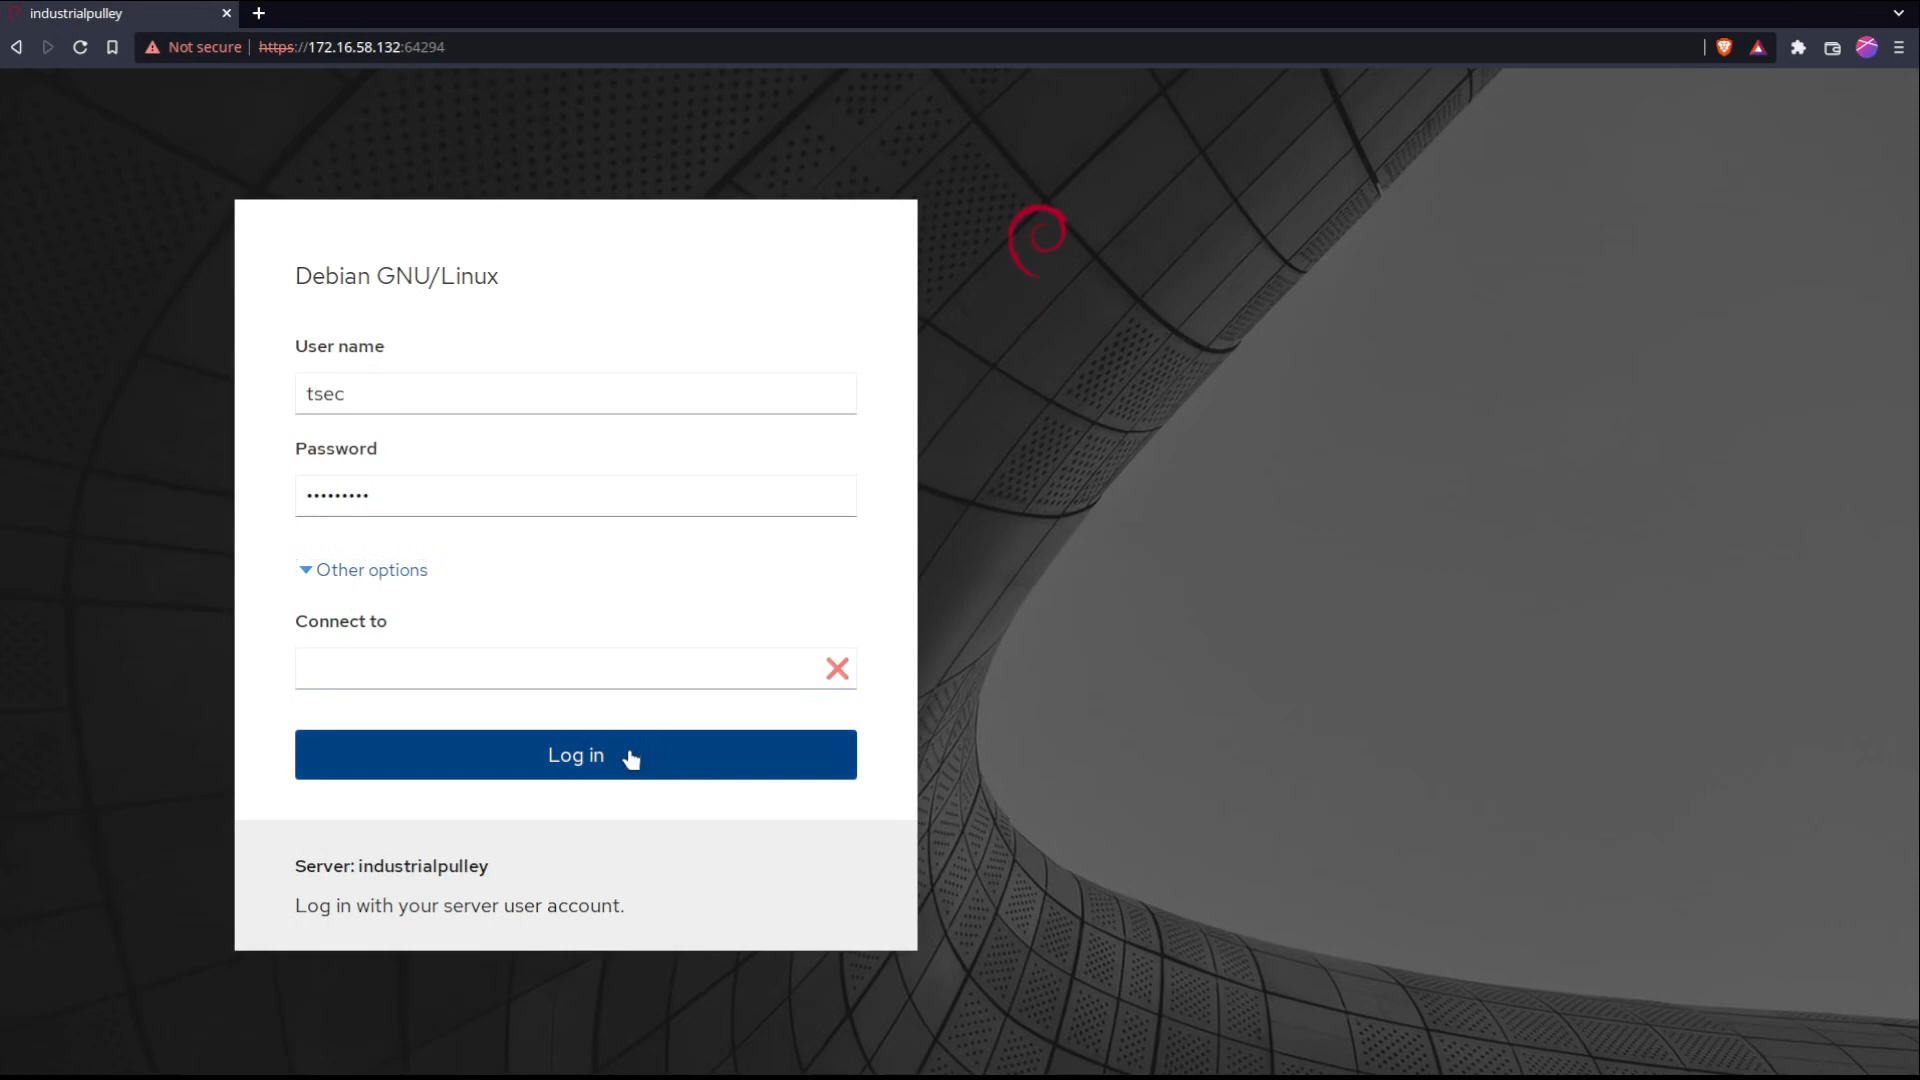 industrialpulley
Not secure https://172.16.58.132:64294
Debian GNU/Linux
User name
tsec
Password
•••••••••
Other options
Connect to
Log in
Server: industrialpulley
Log in with your server user account.